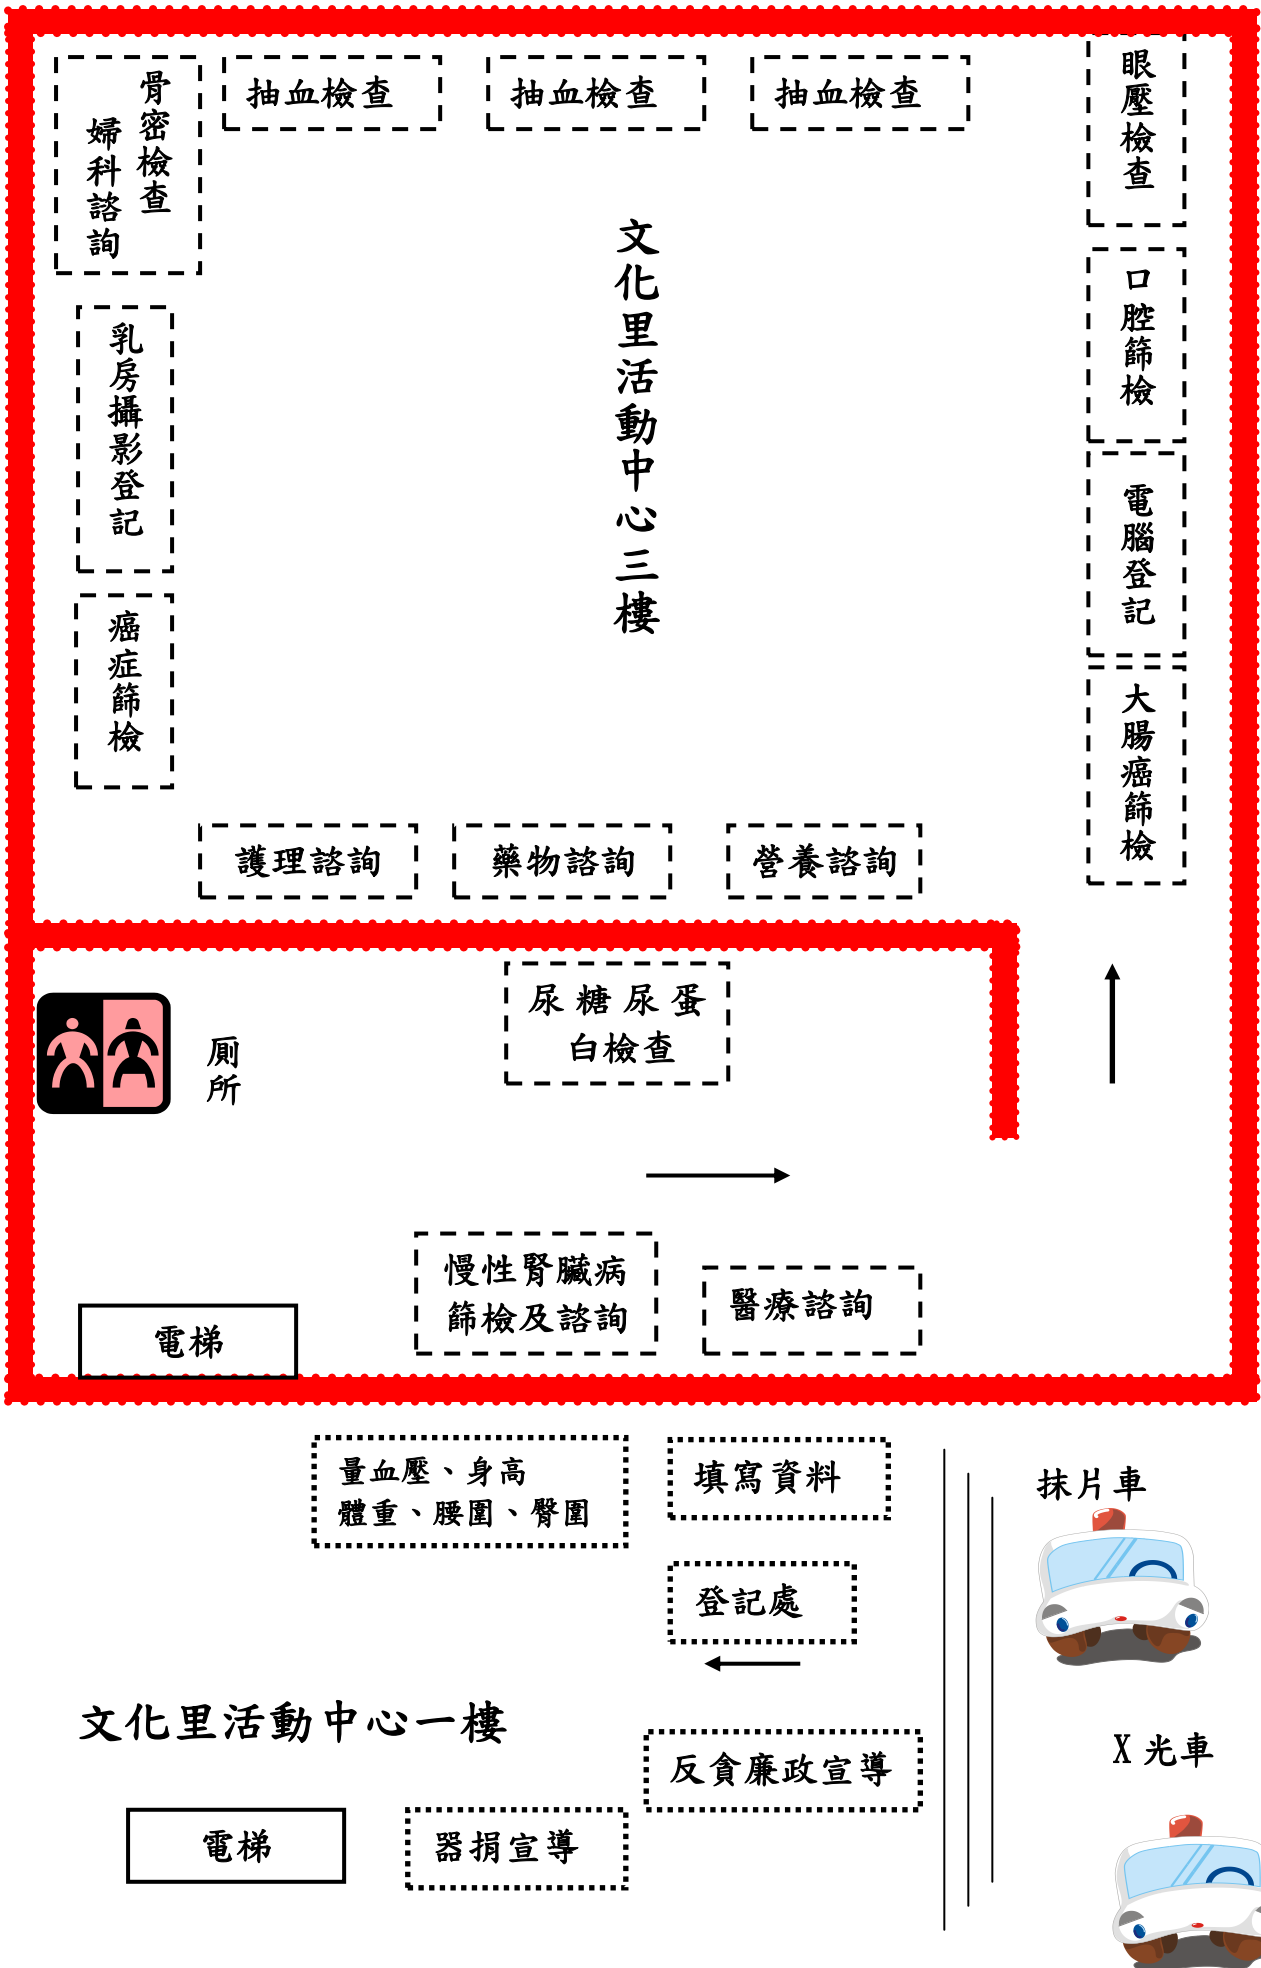 骨密檢查
婦科諮詢
抽血檢查
抽血檢查
抽血檢查
眼壓檢查
口腔篩檢
電腦登記
大腸癌篩檢
文化里活動中心三樓
乳房攝影登記
癌症篩檢
護理諮詢
藥物諮詢
營養諮詢
尿糖尿蛋
白檢查
廁所
慢性腎臟病
篩檢及諮詢
醫療諮詢
電梯
量血壓、身高
體重、腰圍、臀圍
填寫資料
登記處
抹片車
文化里活動中心一樓
反貪廉政宣導
X光車
電梯
器捐宣導